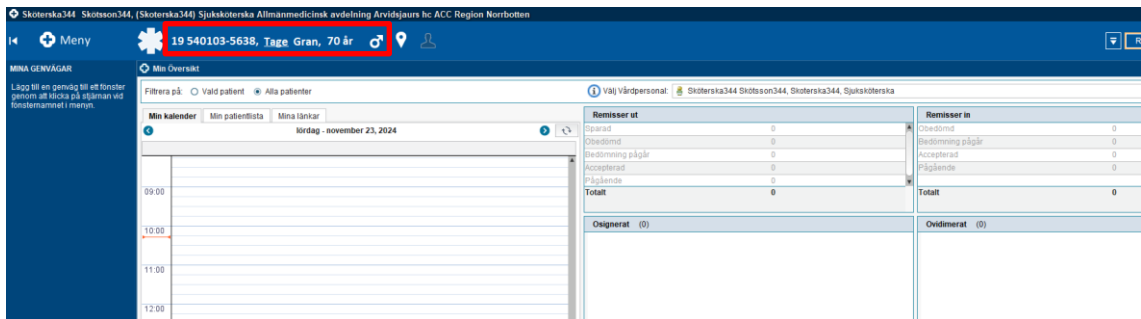 Sköterska344 Skötsson344, (Skoterska344) Sjuksköterska Allmänmedicinsk avdelning Arvidsjaurs hc ACC Region Norrbotten
Meny
19 540103-5638, Tage Gran, 70 år
R
MINA GENVÄGAR
Lägg till en genväg till ett fönster
genom att klicka på stjärnan vid
fönsternamnet i menyn.
Min Översikt
Filtrera på: Vald patient Alla patienter
Välj Vårdpersonal: Sköterska344 Skötsson344, Skoterska344, Sjuksköterska
Min kalender Min patientlista Mina länkar
lördag - november 23, 2024
09:00
10:00
11:00
12:00
Remisser ut
Sparad 0
Obedömd 0
Bedömning pågår 0
Accepterad 0
Pågående 0
Totalt 0
Remisser in
Obedömd 0
Bedömning pågår 0
Accepterad 0
Pågående 0
Totalt 0
Osignerat (0)
Ovidimerat (0)